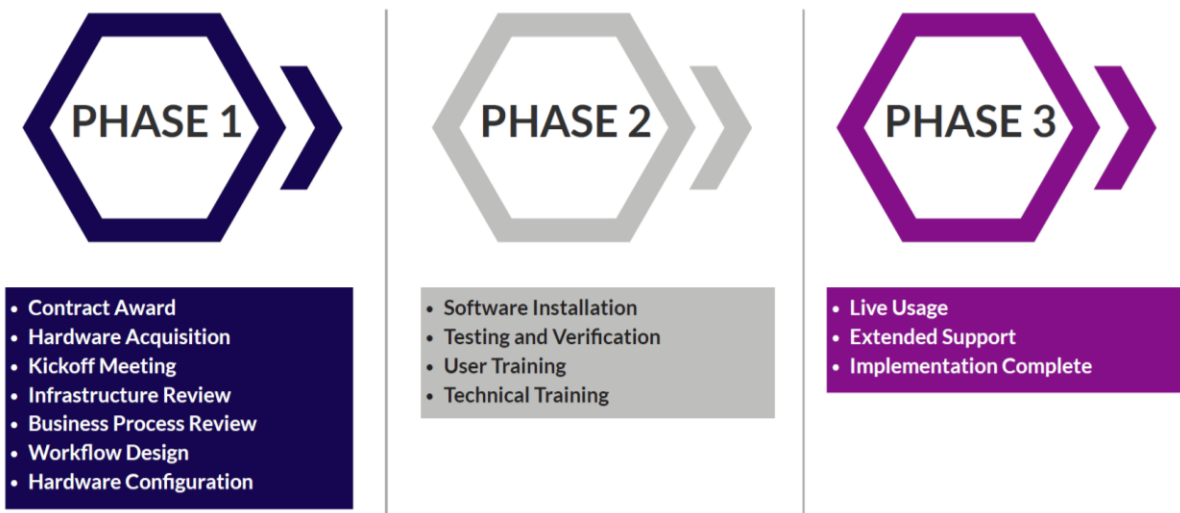 PHASE 1
• Contract Award
• Hardware Acquisition
• Kickoff Meeting
• Infrastructure Review
• Business Process Review
• Workflow Design
• Hardware Configuration
PHASE 2
• Software Installation
• Testing and Verification
• User Training
• Technical Training
PHASE 3
• Live Usage
• Extended Support
• Implementation Complete